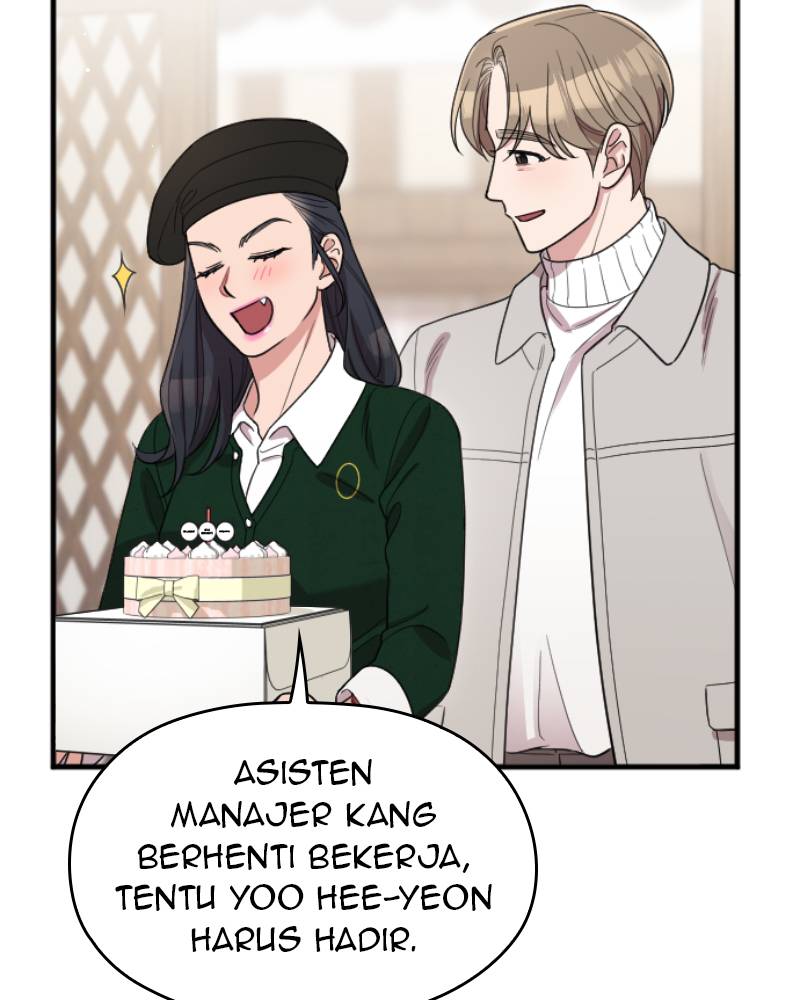 ASISTEN
MANAJER KANG
BERHENTI BEKERJA,
TENTU YOO HEE-YEON
HARUS HADIR.